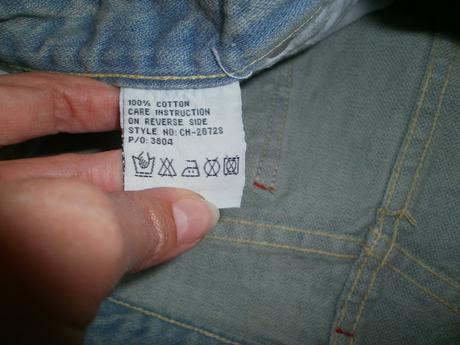 100% COTTON
CARE INSTRUCTION
ON REVERSE SIDE
STYLE NO: CH-2872S
P/O: 3804